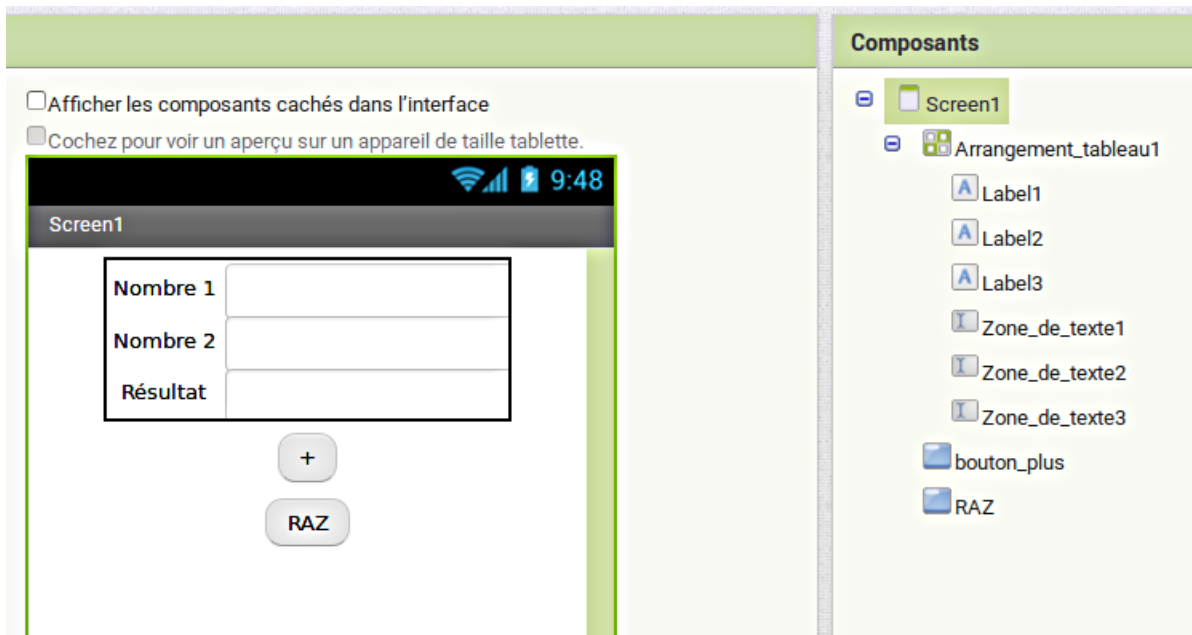 Composants
Afficher les composants cachés dans l'interface
Cochez pour voir un aperçu sur un appareil de taille tablette.
9:48
Screen1
Nombre 1
Nombre 2
Résultat
+
RAZ
Screen1
Arrangement_tableau1
Label1
Label2
Label3
Zone_de_texte1
Zone_de_texte2
Zone_de_texte3
bouton_plus
RAZ